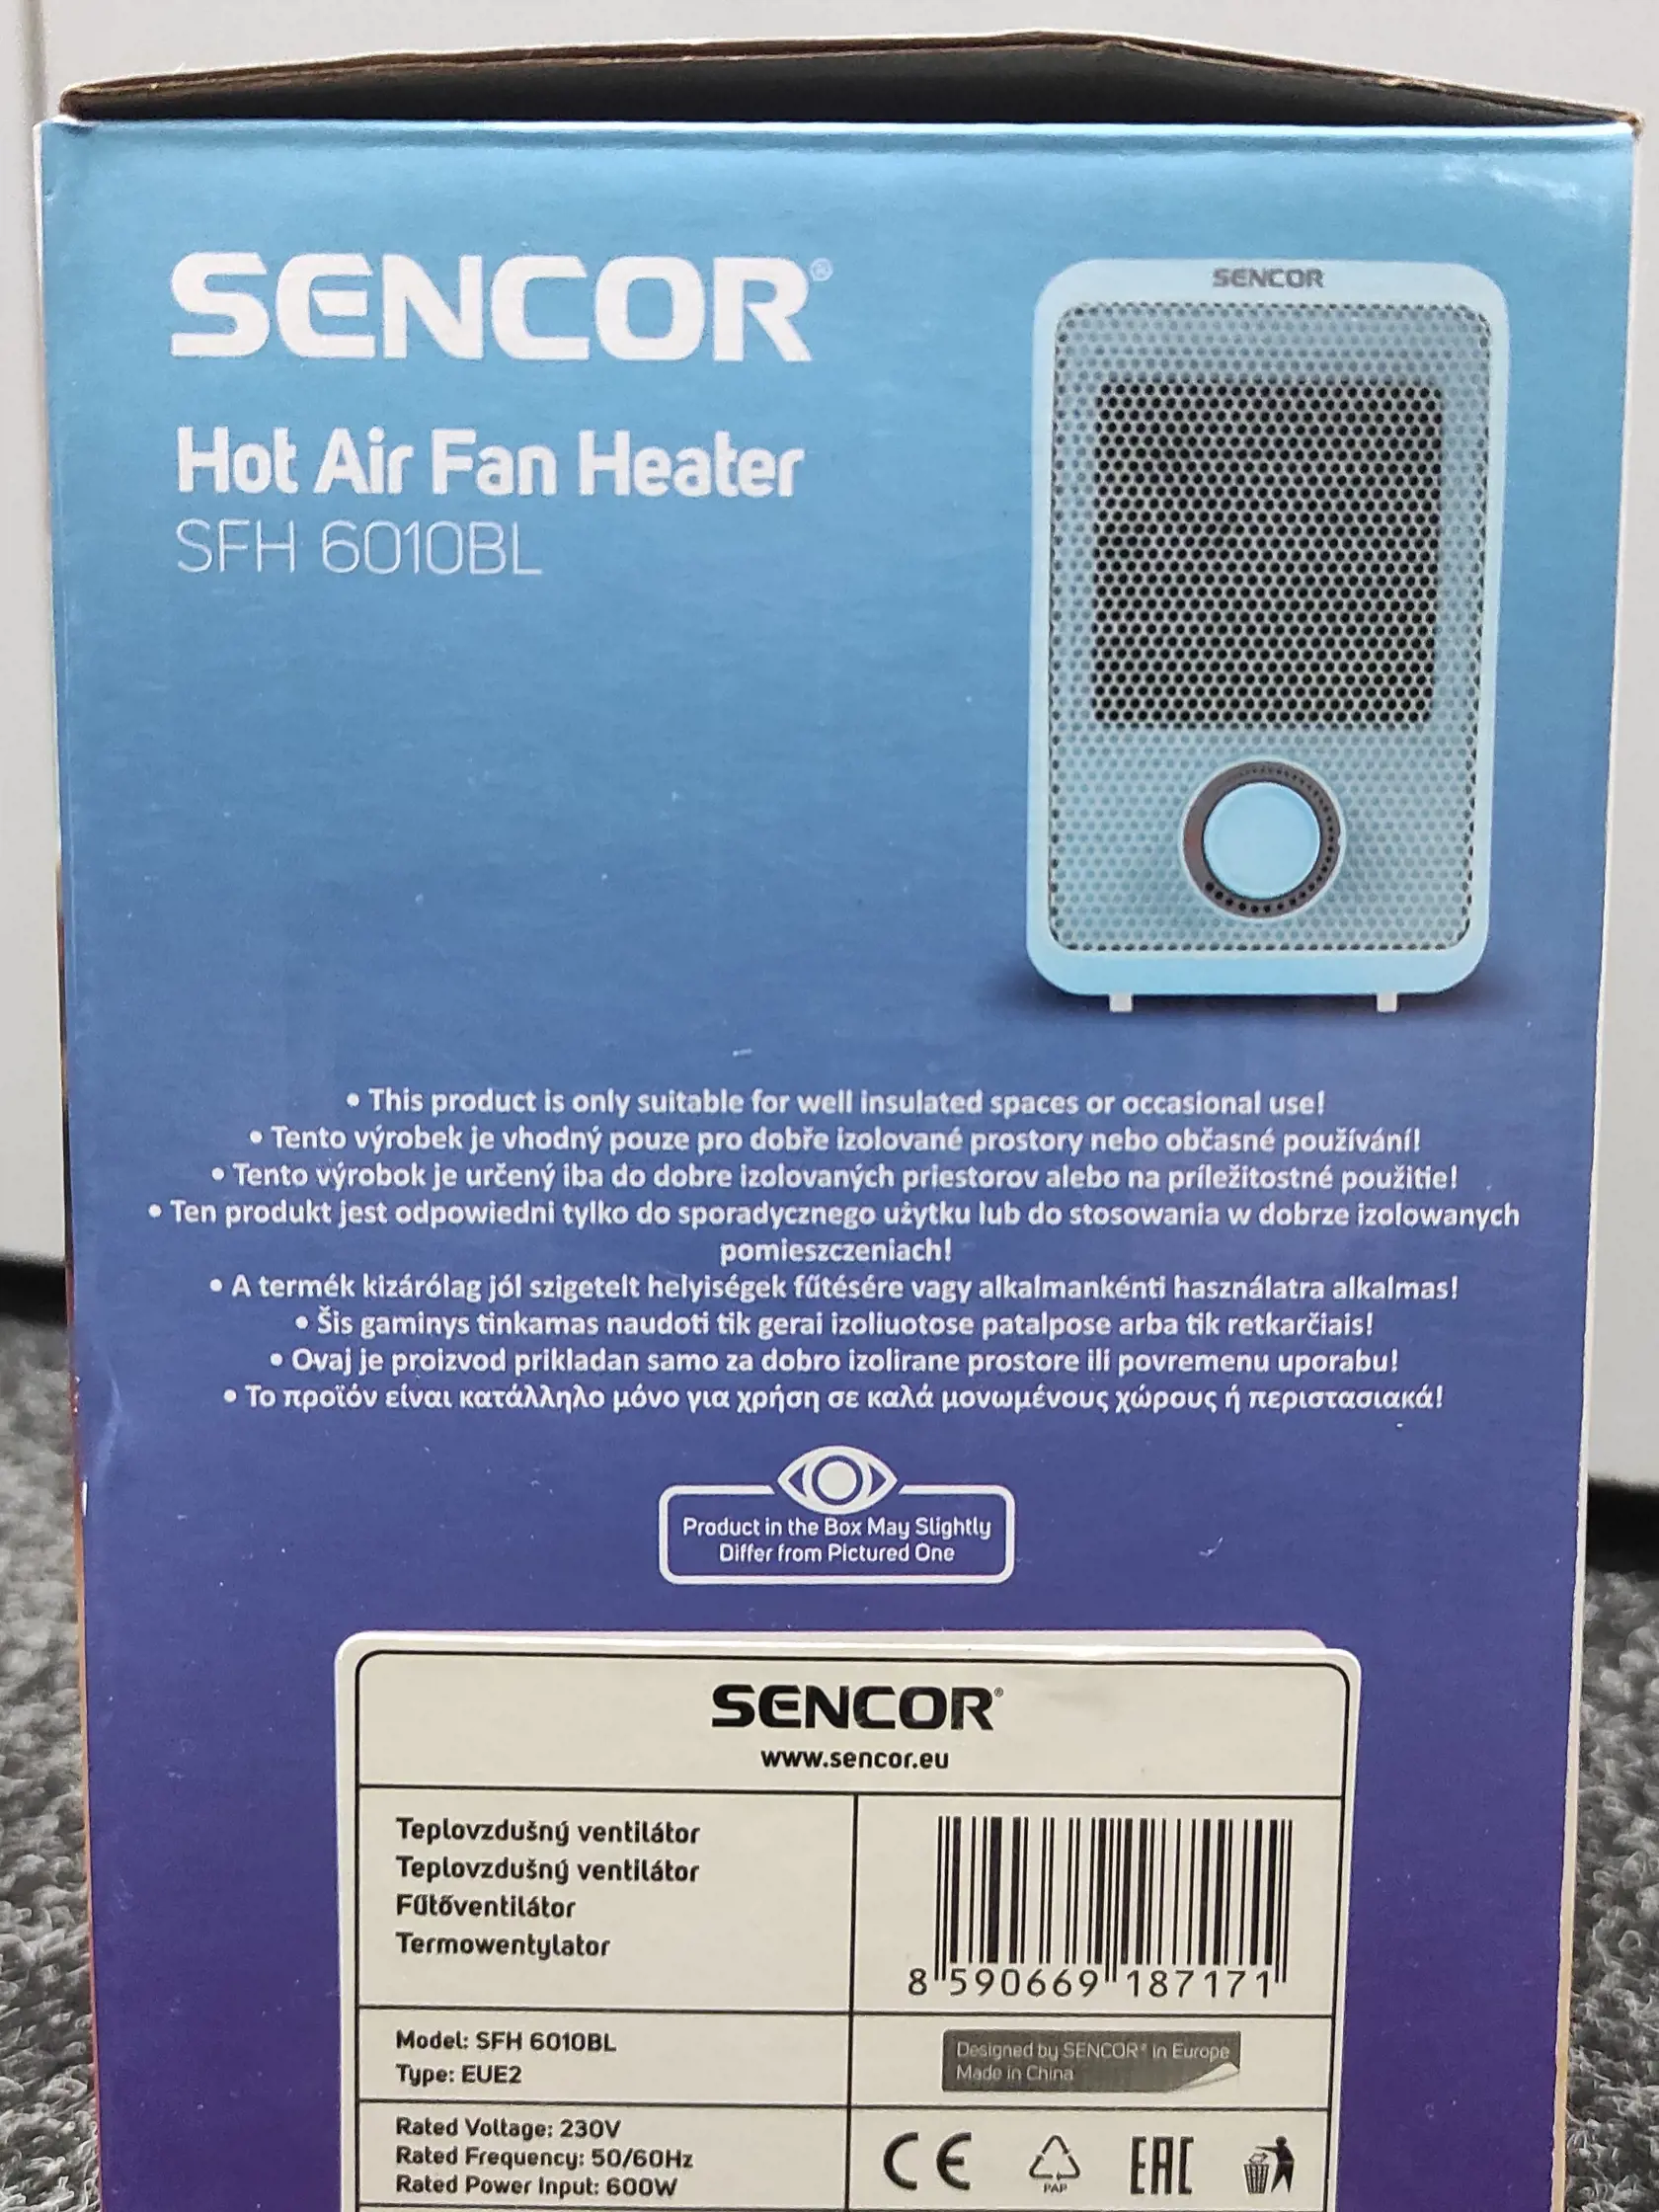 SENCOR®
Hot Air Fan Heater
SFH 6010BL
SENCOR
• This product is only suitable for well insulated spaces or occasional use!
• Tento výrobek je vhodný pouze pro dobře izolované prostory nebo občasné používání!
• Tento výrobok je určený iba do dobre izolovaných priestorov alebo na príležitostné použitie!
• Ten produkt jest odpowiedni tylko do sporadycznego użytku lub do stosowania w dobrze izolowanych
pomieszczeniach!
• A termék kizárólag jól szigetelt helyiségek fűtésére vagy alkalmankénti használatra alkalmas!
• Šis gaminys tinkamas naudoti tik gerai izoliuotose patalpose arba tik retkarčiais!
• Ovaj je proizvod prikladan samo za dobro izolirane prostore ili povremenu uporabu!
• Το προϊόν είναι κατάλληλο μόνο για χρήση σε καλά μονωμένους χώρους ή περιστασιακά!
Product in the Box May Slightly
Differ from Pictured One
SENCOR®
www.sencor.eu
Teplovzdušný ventilátor
Teplovzdušný ventilátor
Fűtőventilátor
Termowentylator
8 590669 187171
Model: SFH 6010BL
Type: EUE2
Designed by SENCOR® in Europe
Made in China
Rated Voltage: 230V
Rated Frequency: 50/60Hz
Rated Power Input: 600W
CE
PAP
EAC